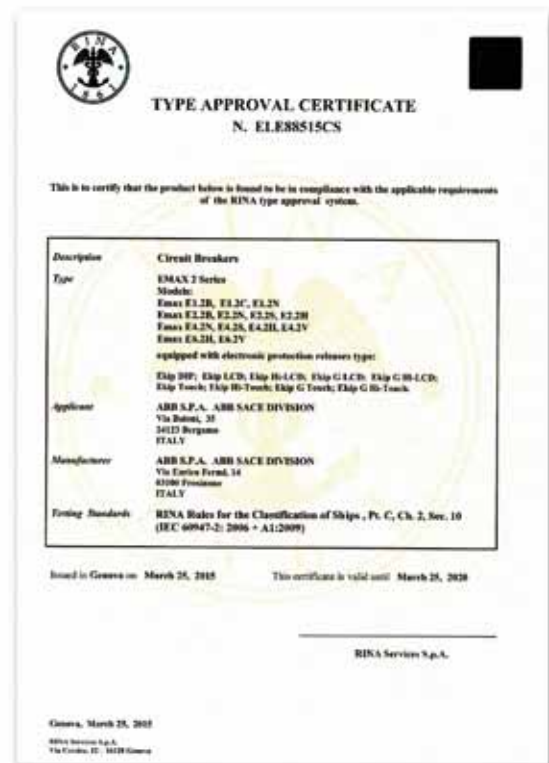 RINA
1861
TYPE APPROVAL CERTIFICATE
N. ELE88515CS
This is to certify that the product below is found to be in compliance with the applicable requirements
of the RINA type approval system.
Description Circuit Breakers
Type EMAX 2 Series
Models:
Emax E1.2B, E1.2C, E1.2N
Emax E2.2B, E2.2N, E2.2S, E2.2H
Emax E4.2N, E4.2S, E4.2H, E4.2V
Emax E6.2H, E6.2V
equipped with electronic protection releases type:
Ekip DIP; Ekip LCD; Ekip Hi-LCD; Ekip G LCD; Ekip G Hi-LCD;
Ekip Touch; Ekip Hi-Touch; Ekip G Touch; Ekip G Hi-Touch.
Applicant ABB S.P.A. ABB SACE DIVISION
Via Baioni, 35
24123 Bergamo
ITALY
Manufacturer ABB S.P.A. ABB SACE DIVISION
Via Enrico Fermi, 14
03100 Frosinone
ITALY
Testing Standards RINA Rules for the Classification of Ships , Pt. C, Ch. 2, Sec. 10
(IEC 60947-2: 2006 + A1:2009)
Issued in Genova on March 25, 2015 This certificate is valid until March 25, 2020
RINA Services S.p.A.
Genova, March 25, 2015
RINA Services S.p.A.
Via Corsica, 12 - 16128 Genova